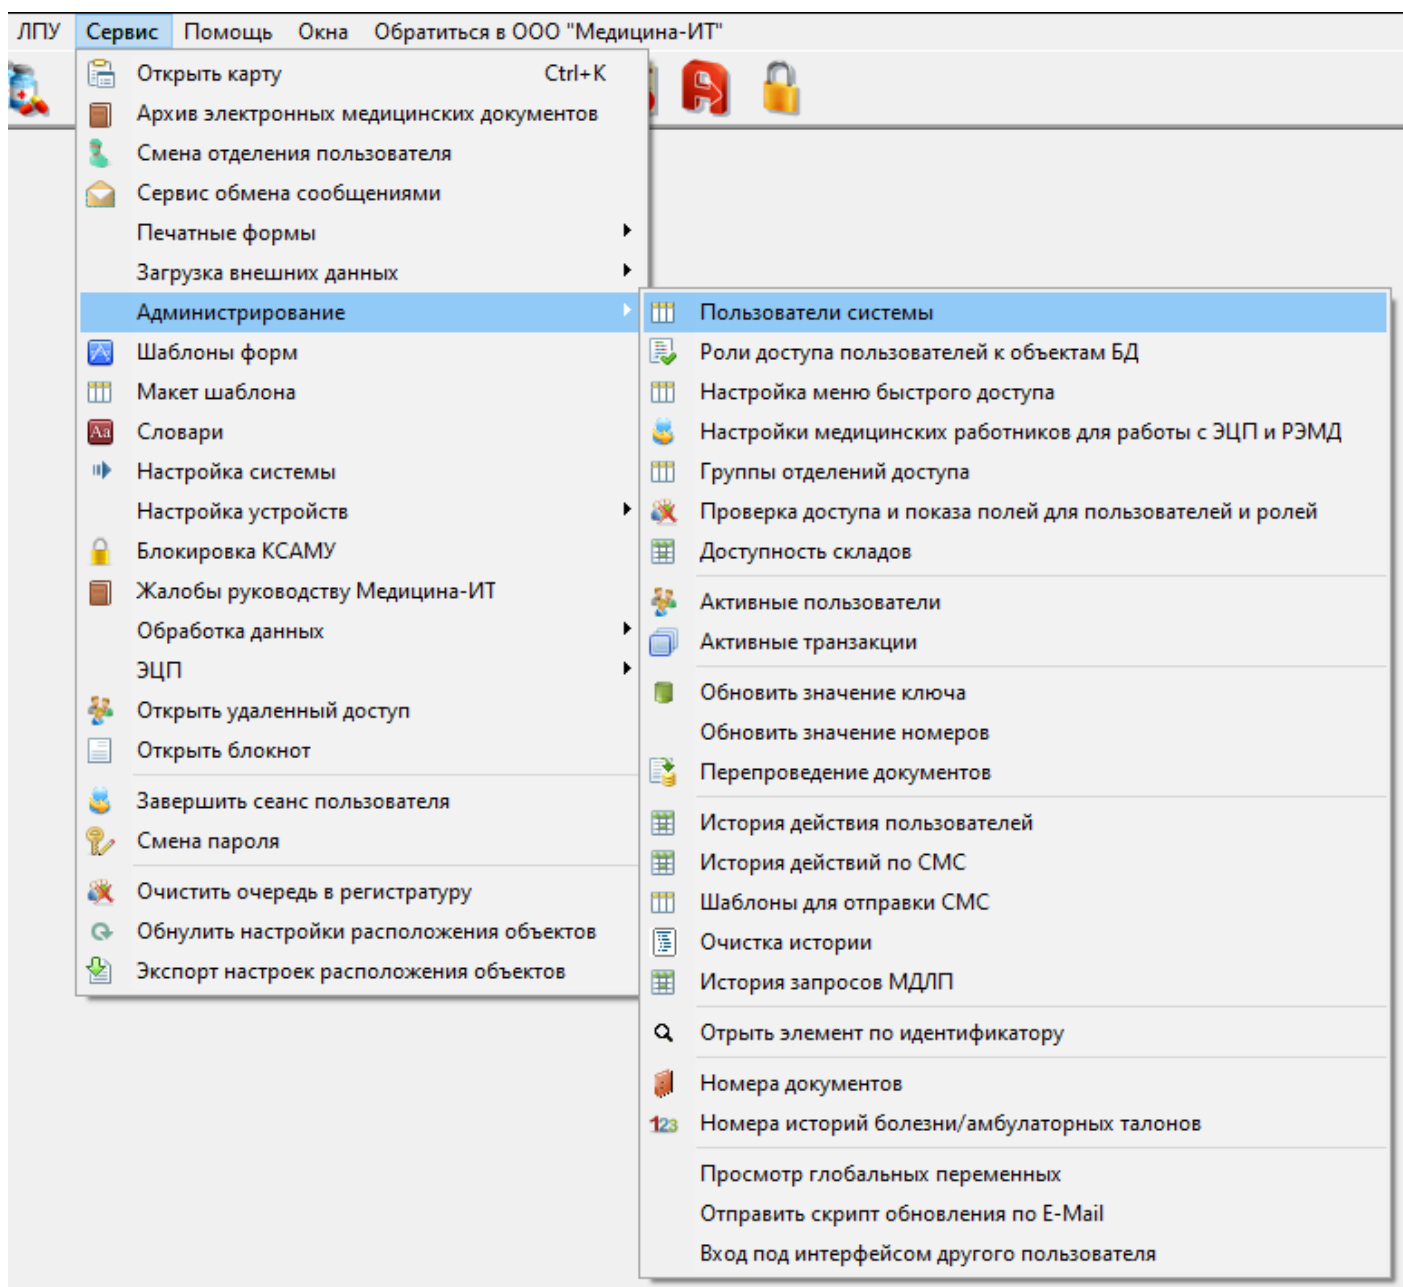 ЛПУ Сервис Помощь Окна Обратиться в ООО "Медицина-ИТ"
Открыть карту Ctrl+K
Архив электронных медицинских документов
Смена отделения пользователя
Сервис обмена сообщениями
Печатные формы
Загрузка внешних данных
Администрирование
Шаблоны форм
Макет шаблона
Aa Словари
Настройка системы
Настройка устройств
Блокировка КСАМУ
Жалобы руководству Медицина-ИТ
Обработка данных
ЭЦП
Открыть удаленный доступ
Открыть блокнот
Завершить сеанс пользователя
Смена пароля
Очистить очередь в регистратуру
Обнулить настройки расположения объектов
Экспорт настроек расположения объектов
Пользователи системы
Роли доступа пользователей к объектам БД
Настройка меню быстрого доступа
Настройки медицинских работников для работы с ЭЦП и РЭМД
Группы отделений доступа
Проверка доступа и показа полей для пользователей и ролей
Доступность складов
Активные пользователи
Активные транзакции
Обновить значение ключа
Обновить значение номеров
Перепроведение документов
История действия пользователей
История действий по СМС
Шаблоны для отправки СМС
Очистка истории
История запросов МДЛП
Отрыть элемент по идентификатору
Номера документов
123 Номера историй болезни/амбулаторных талонов
Просмотр глобальных переменных
Отправить скрипт обновления по E-Mail
Вход под интерфейсом другого пользователя